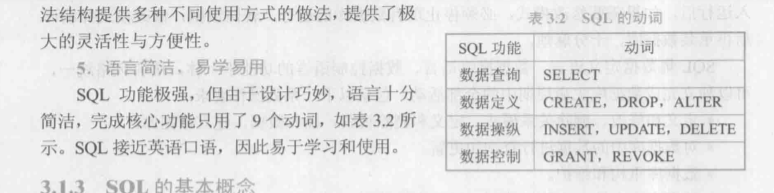 法结构提供多种不同使用方式的做法，提供了极
大的灵活性与方便性。
5．语言简洁、易学易用
SQL 功能极强，但由于设计巧妙，语言十分
简洁，完成核心功能只用了 9 个动词，如表 3.2 所
示。SQL 接近英语口语，因此易于学习和使用。
3.1.3 SQL 的基本概念
表 3.2 SQL 的动词
SQL 功能 动词
数据查询 SELECT
数据定义 CREATE，DROP，ALTER
数据操纵 INSERT，UPDATE，DELETE
数据控制 GRANT，REVOKE